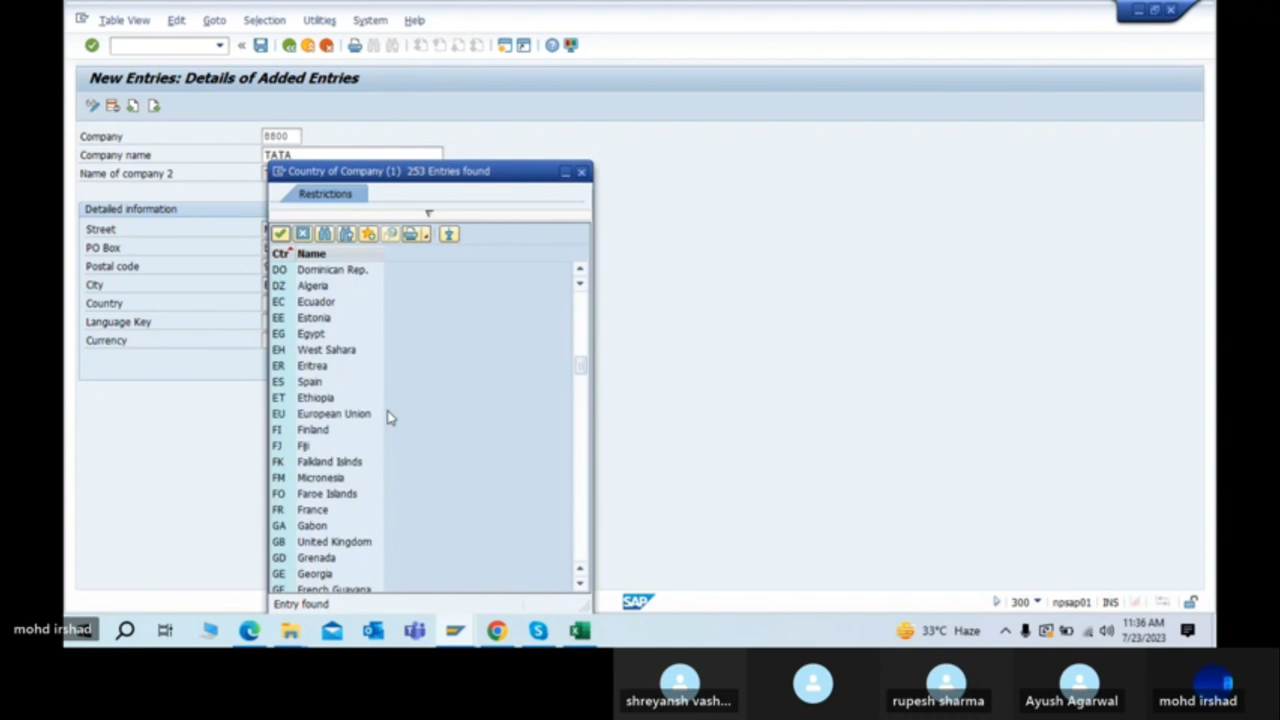 Table View Edit Goto Selection Utilities System Help
«
New Entries: Details of Added Entries
Company 8800
Company name TATA
Name of company 2
Detailed information
Street
PO Box
Postal code
City
Country
Language Key
Currency
Country of Company (1) 253 Entries found
Restrictions
Ctr Name
DO Dominican Rep.
DZ Algeria
EC Ecuador
EE Estonia
EG Egypt
EH West Sahara
ER Eritrea
ES Spain
ET Ethiopia
EU European Union
FI Finland
FJ Fiji
FK Falkland Islnds
FM Micronesia
FO Faroe Islands
FR France
GA Gabon
GB United Kingdom
GD Grenada
GE Georgia
GF French Guayana
Entry found
SAP
300 npsap01 INS
mohd irshad
33°C Haze
11:36 AM
7/23/2023
shreyansh vash...
rupesh sharma
Ayush Agarwal
mohd irshad